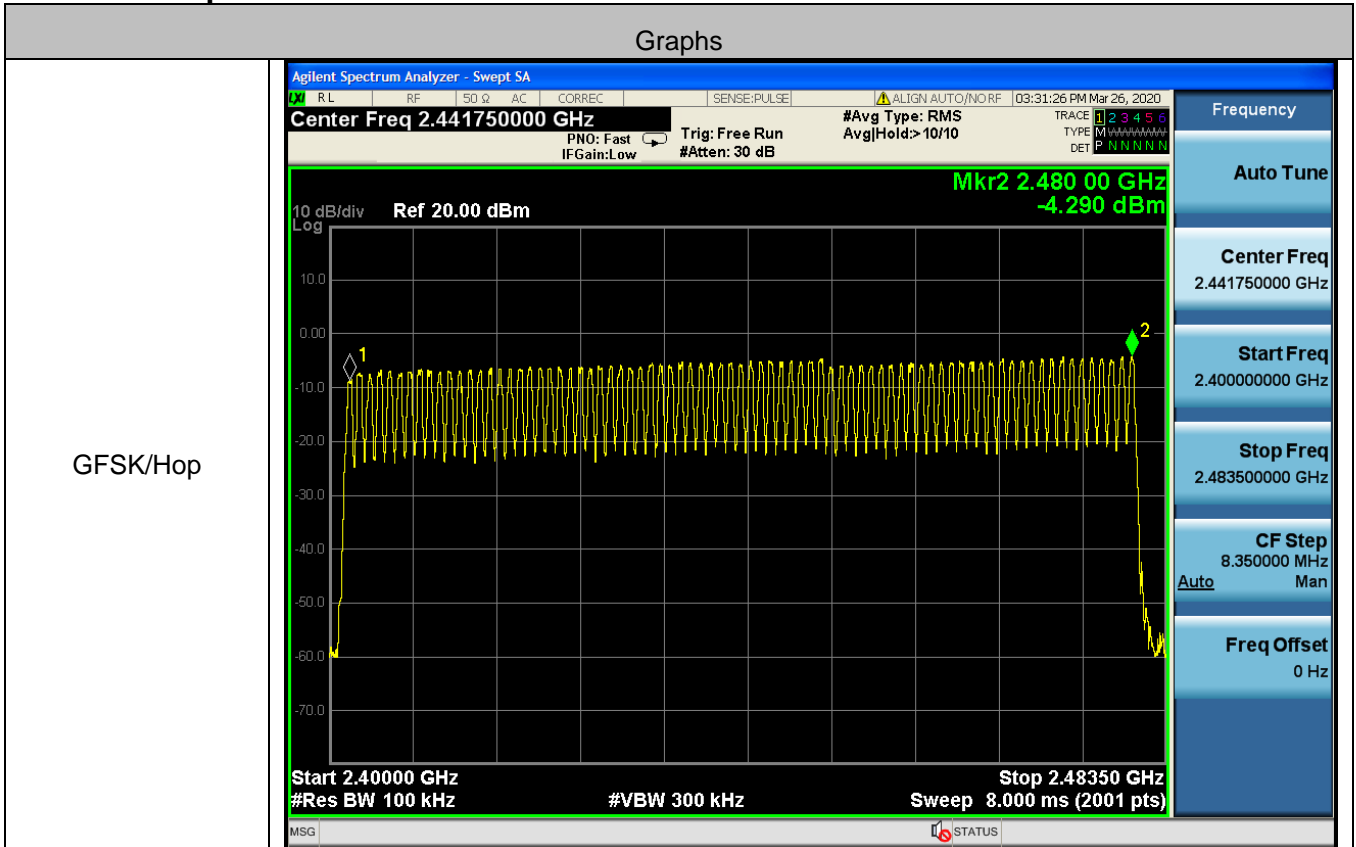 Graphs
GFSK/Hop
Agilent Spectrum Analyzer - Swept SA
LXI RL RF 50 Ω AC CORREC SENSE:PULSE ALIGN AUTO/NO RF 03:31:26 PM Mar 26, 2020
Center Freq 2.441750000 GHz
PNO: Fast
IFGain:Low
Trig: Free Run
#Atten: 30 dB
#Avg Type: RMS
Avg|Hold:>10/10
TRACE 1 2 3 4 5 6
TYPE M WWWWW
DET P N N N N N
Mkr2 2.480 00 GHz
-4.290 dBm
10 dB/div Ref 20.00 dBm
Log
10.0
0.00
-10.0
-20.0
-30.0
-40.0
-50.0
-60.0
-70.0
1
2
Start 2.40000 GHz
Stop 2.48350 GHz
#Res BW 100 kHz
#VBW 300 kHz
Sweep 8.000 ms (2001 pts)
MSG
STATUS
Frequency
Auto Tune
Center Freq
2.441750000 GHz
Start Freq
2.400000000 GHz
Stop Freq
2.483500000 GHz
CF Step
8.350000 MHz
Auto Man
Freq Offset
0 Hz